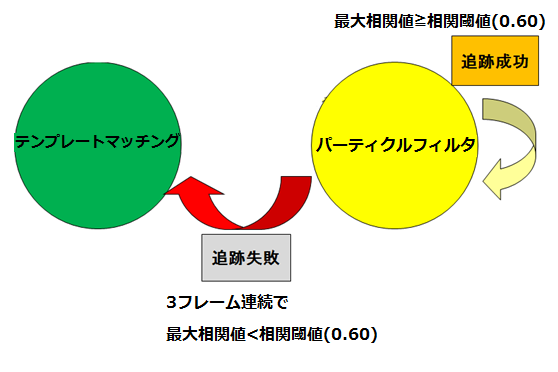 最大相関値≧相関閾値(0.60)
追跡成功
テンプレートマッチング
パーティクルフィルタ
追跡失敗
3フレーム連続で
最大相関値<相関閾値(0.60)